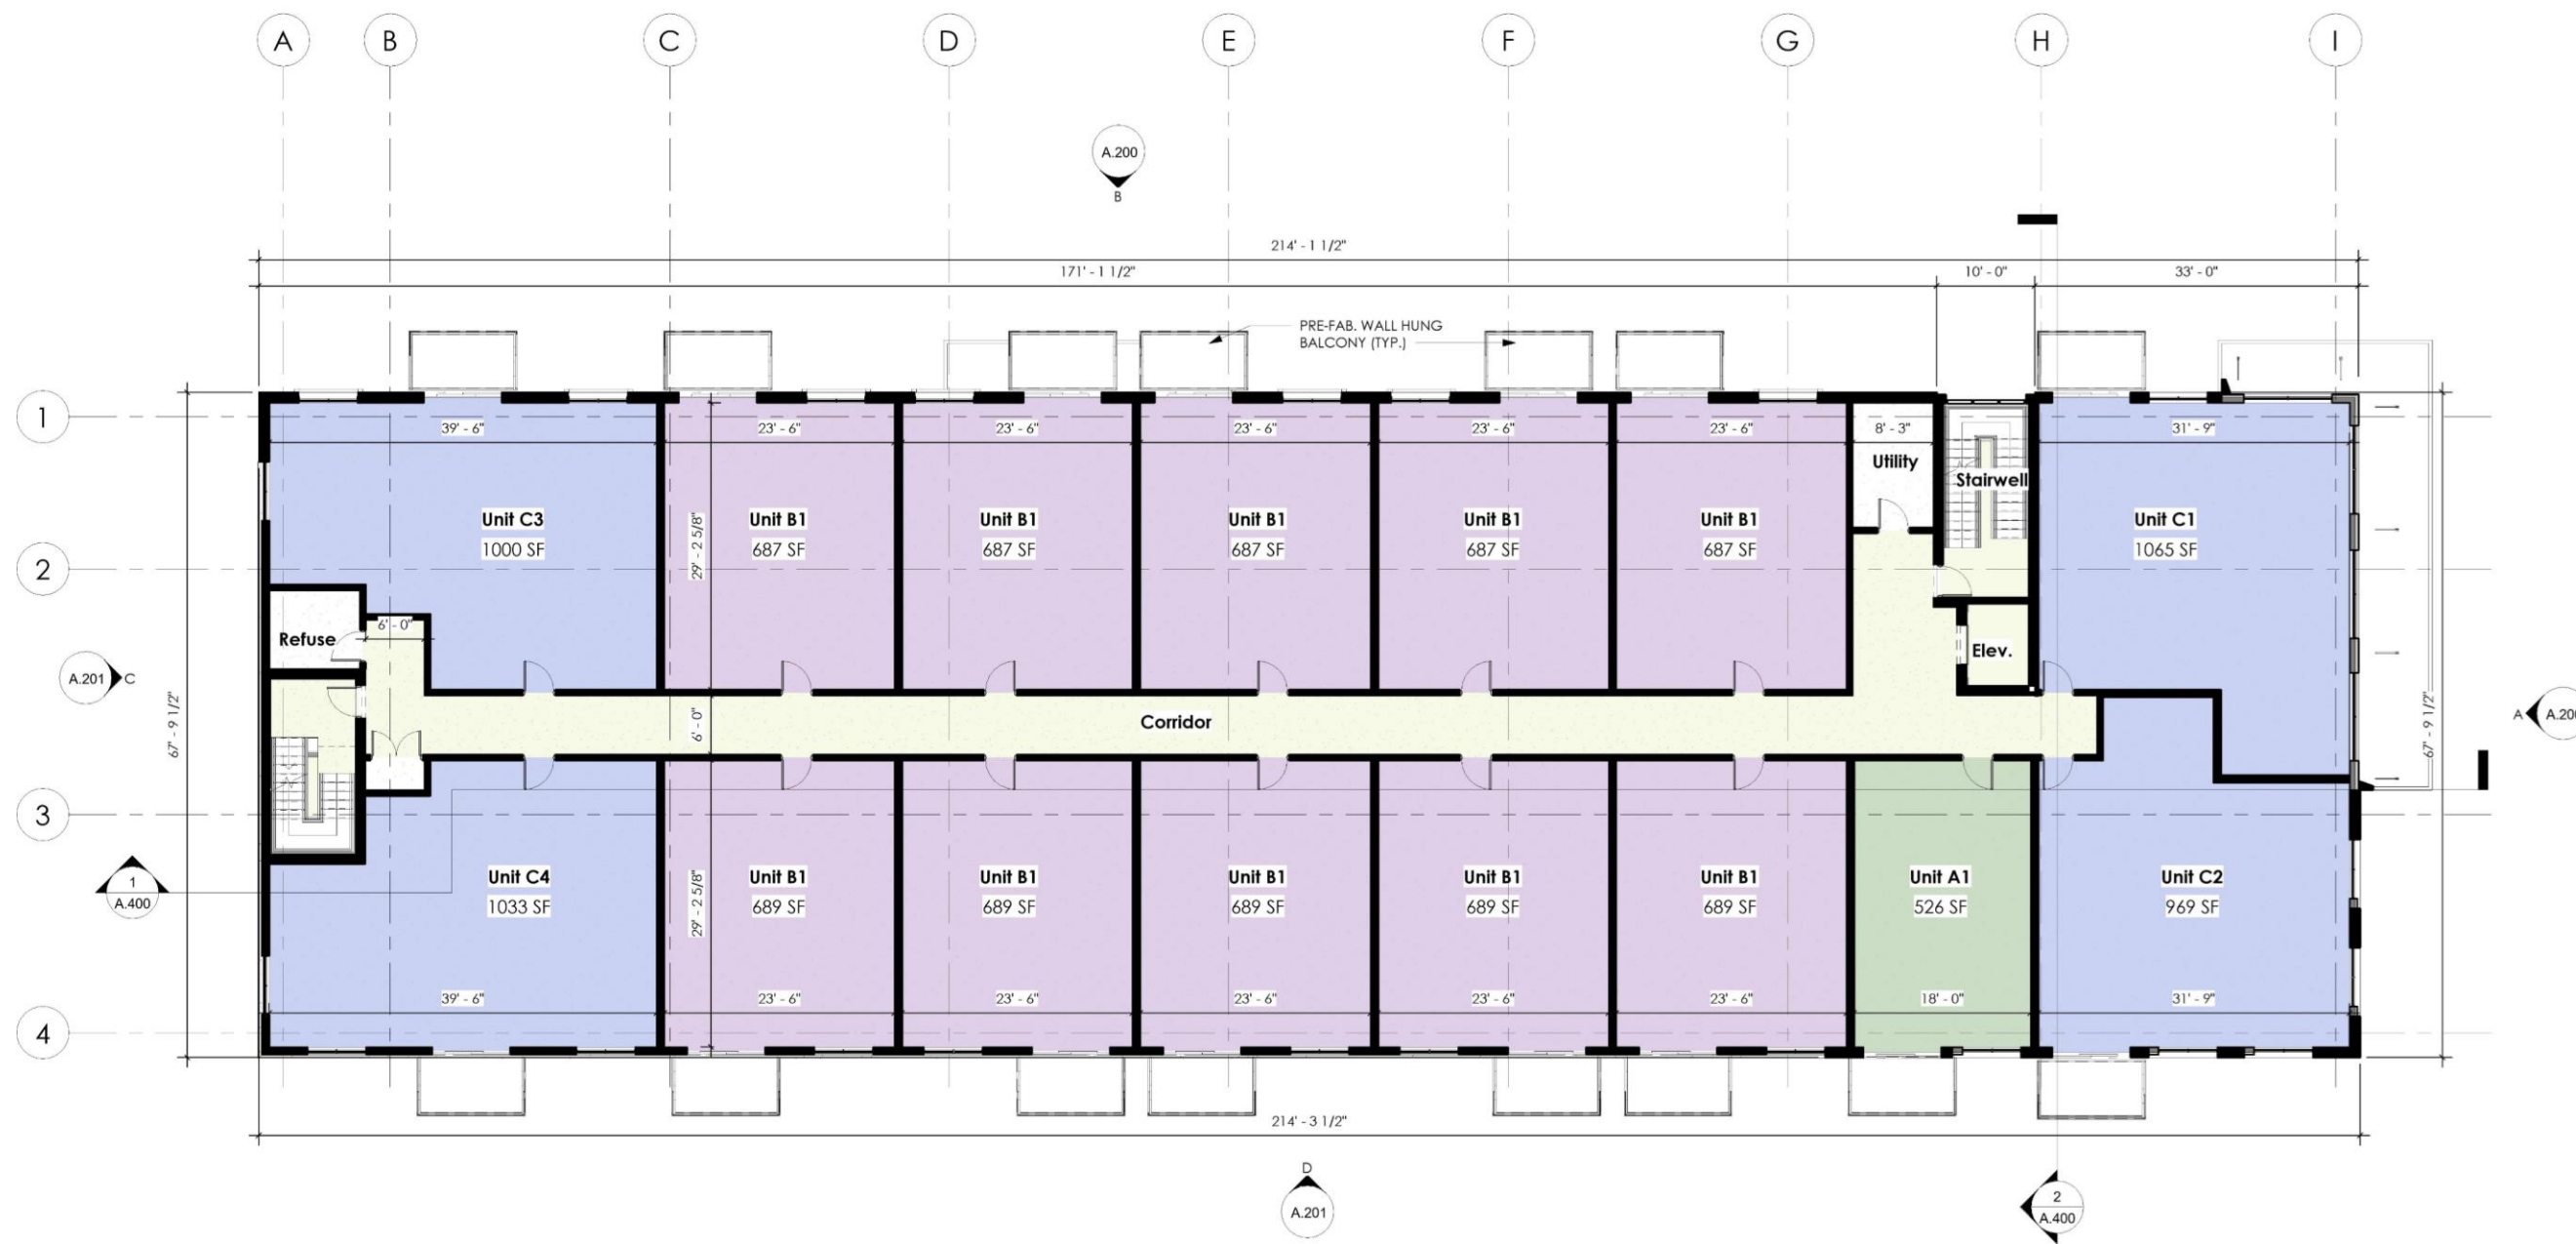 A B C D E F G H I
A.200
B
214' - 1 1/2"
171' - 1 1/2" 10' - 0" 33' - 0"
PRE-FAB. WALL HUNG
BALCONY (TYP.)
1
39' - 6" 23' - 6" 23' - 6" 23' - 6" 23' - 6" 23' - 6" 8' - 3" 31' - 9"
Utility
Stairwell
Unit C3 Unit B1 Unit B1 Unit B1 Unit B1 Unit B1 Unit C1
1000 SF 687 SF 687 SF 687 SF 687 SF 687 SF 1065 SF
29' - 2 5/8"
2
6' - 0"
Refuse
Elev.
A.201 C
67' - 9 1/2"
6' - 0"
Corridor
67' - 9 1/2"
A A.200
3
Unit C4 Unit B1 Unit B1 Unit B1 Unit B1 Unit B1 Unit A1 Unit C2
1033 SF 689 SF 689 SF 689 SF 689 SF 689 SF 526 SF 969 SF
29' - 2 5/8"
1
A.400
39' - 6" 23' - 6" 23' - 6" 23' - 6" 23' - 6" 23' - 6" 18' - 0" 31' - 9"
4
214' - 3 1/2"
D
A.201
2
A.400